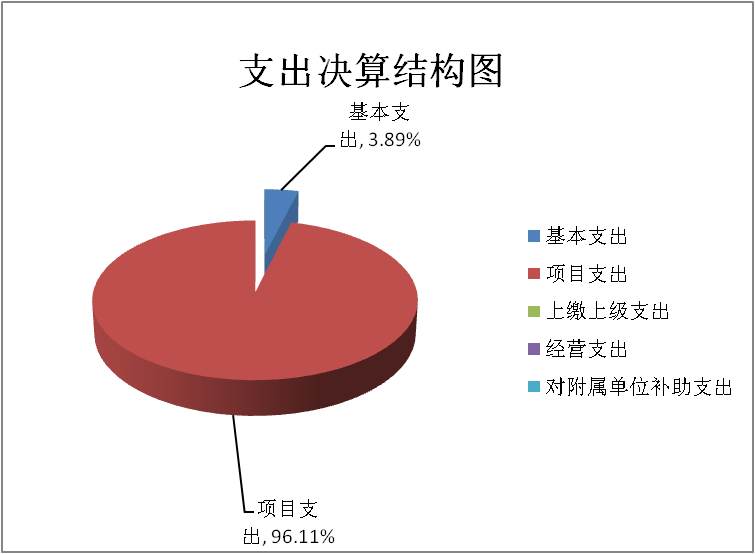 支出决算结构图
基本支
出, 3.89%
基本支出
项目支出
上缴上级支出
经营支出
对附属单位补助支出
项目支
出, 96.11%